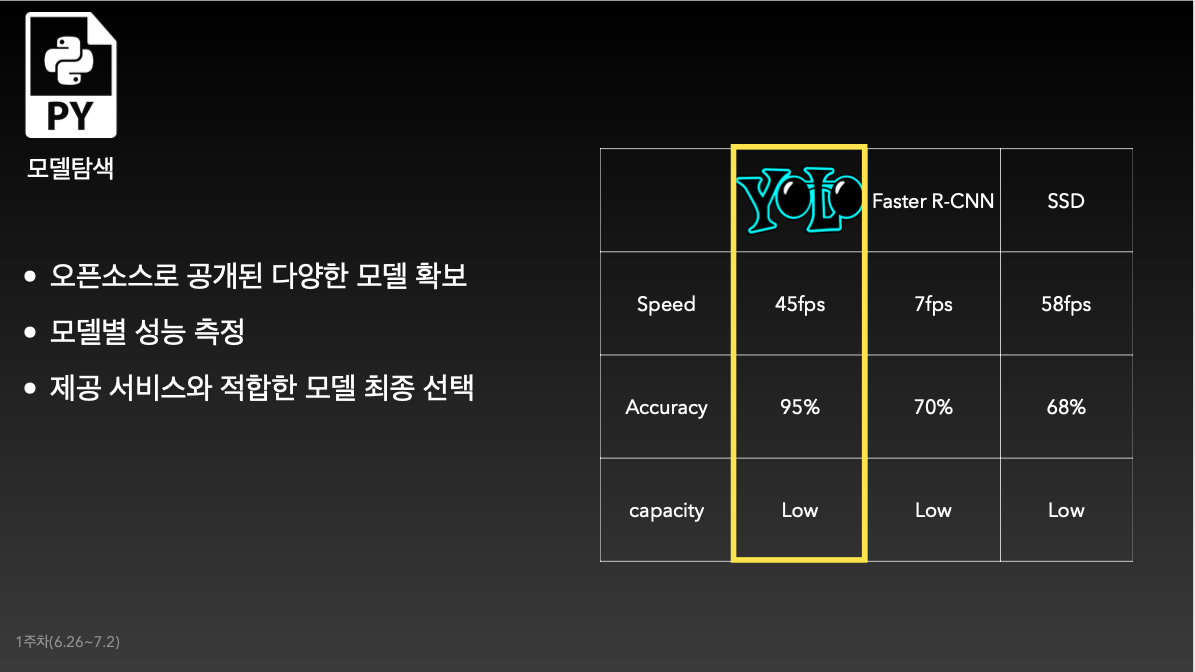 PY
모델탐색
• 오픈소스로 공개된 다양한 모델 확보
• 모델별 성능 측정
• 제공 서비스와 적합한 모델 최종 선택
YOLO Faster R-CNN SSD
Speed 45fps 7fps 58fps
Accuracy 95% 70% 68%
capacity Low Low Low
1주차(6.26~7.2)